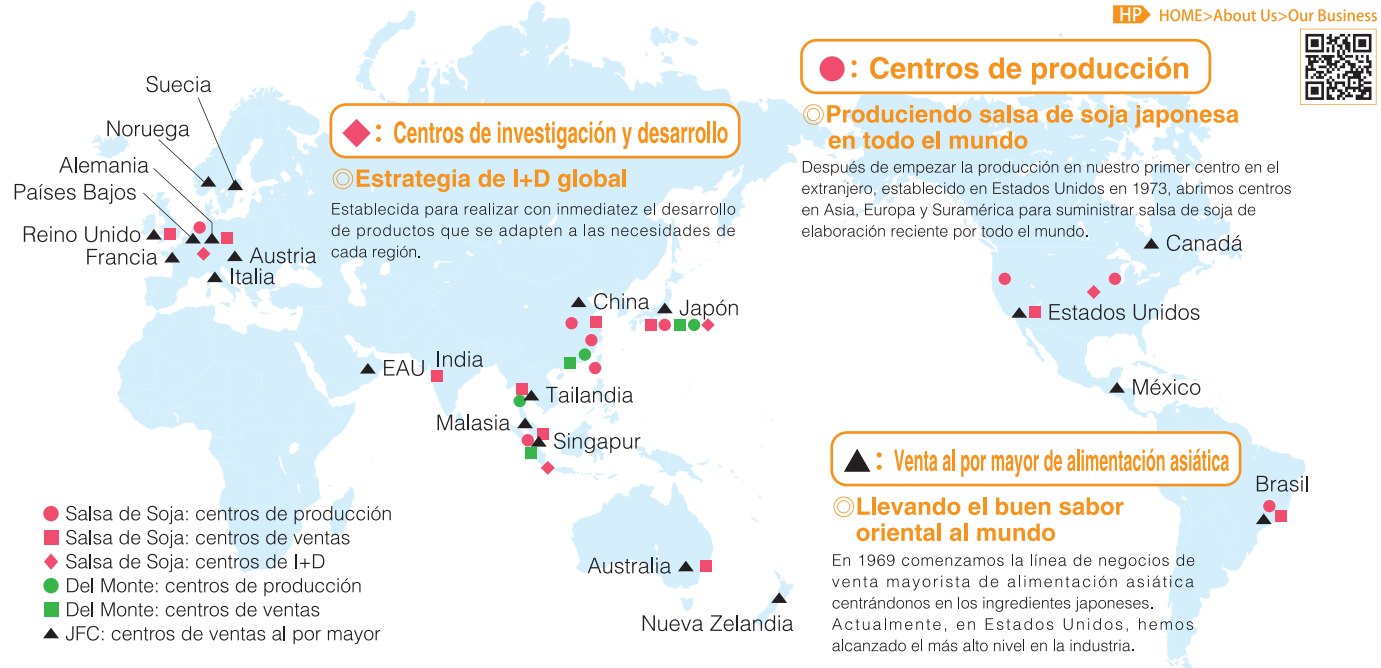 HP HOME>About Us>Our Business
● : Centros de producción
◎Produciendo salsa de soja japonesa
en todo el mundo
Después de empezar la producción en nuestro primer centro en el
extranjero, establecido en Estados Unidos en 1973, abrimos centros
en Asia, Europa y Suramérica para suministrar salsa de soja de
elaboración reciente por todo el mundo.
◆ : Centros de investigación y desarrollo
◎Estrategia de I+D global
Establecida para realizar con inmediatez el desarrollo
de productos que se adapten a las necesidades de
cada región.
Suecia
Noruega
Alemania
Países Bajos
Reino Unido
Francia
Austria
Italia
China
Japón
EAU
India
Tailandia
Malasia
Singapur
Australia
Nueva Zelandia
Canadá
Estados Unidos
México
Brasil
▲ : Venta al por mayor de alimentación asiática
◎Llevando el buen sabor
oriental al mundo
En 1969 comenzamos la línea de negocios de
venta mayorista de alimentación asiática
centrándonos en los ingredientes japoneses.
Actualmente, en Estados Unidos, hemos
alcanzado el más alto nivel en la industria.
● Salsa de Soja: centros de producción
■ Salsa de Soja: centros de ventas
◆ Salsa de Soja: centros de I+D
● Del Monte: centros de producción
■ Del Monte: centros de ventas
▲ JFC: centros de ventas al por mayor